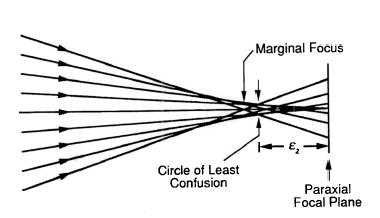 Marginal Focus
ε₂
Circle of Least
Confusion
Paraxial
Focal Plane